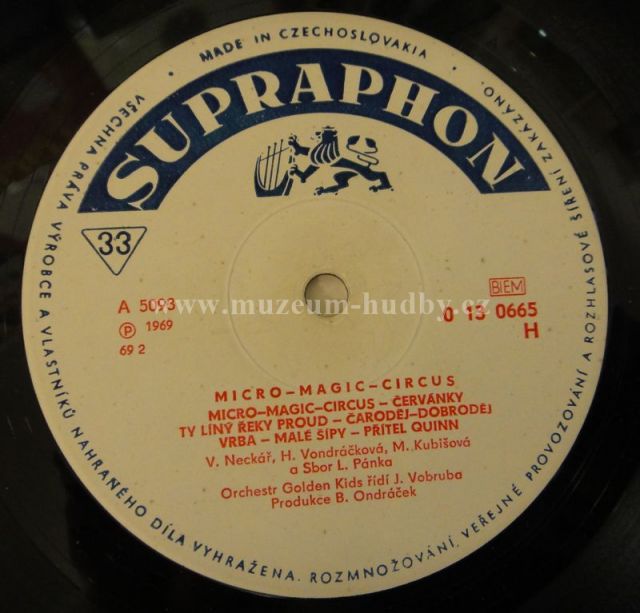 MADE IN CZECHOSLOVAKIA
SUPRAPHON
33
A 5093
Ⓟ 1969
69 2
BIEM
0 13 0665
H
www.muzeum-hudby.cz
MICRO–MAGIC–CIRCUS
MICRO–MAGIC–CIRCUS – ČERVÁNKY
TY LÍNÝ ŘEKY PROUD – ČARODĚJ–DOBRODĚJ
VRBA – MALÉ ŠÍPY – PŘÍTEL QUINN
V. Neckář, H. Vondráčková, M. Kubišová
a Sbor L. Pánka
Orchestr Golden Kids řídí J. Vobruba
Produkce B. Ondráček
VŠECHNA PRÁVA VÝROBCE A VLASTNÍKŮ NAHRANÉHO DÍLA VYHRAŽENA. ROZMNOŽOVÁNÍ, VEŘEJNÉ PROVOZOVÁNÍ A ROZHLASOVÉ ŠÍŘENÍ ZAKÁZÁNO.